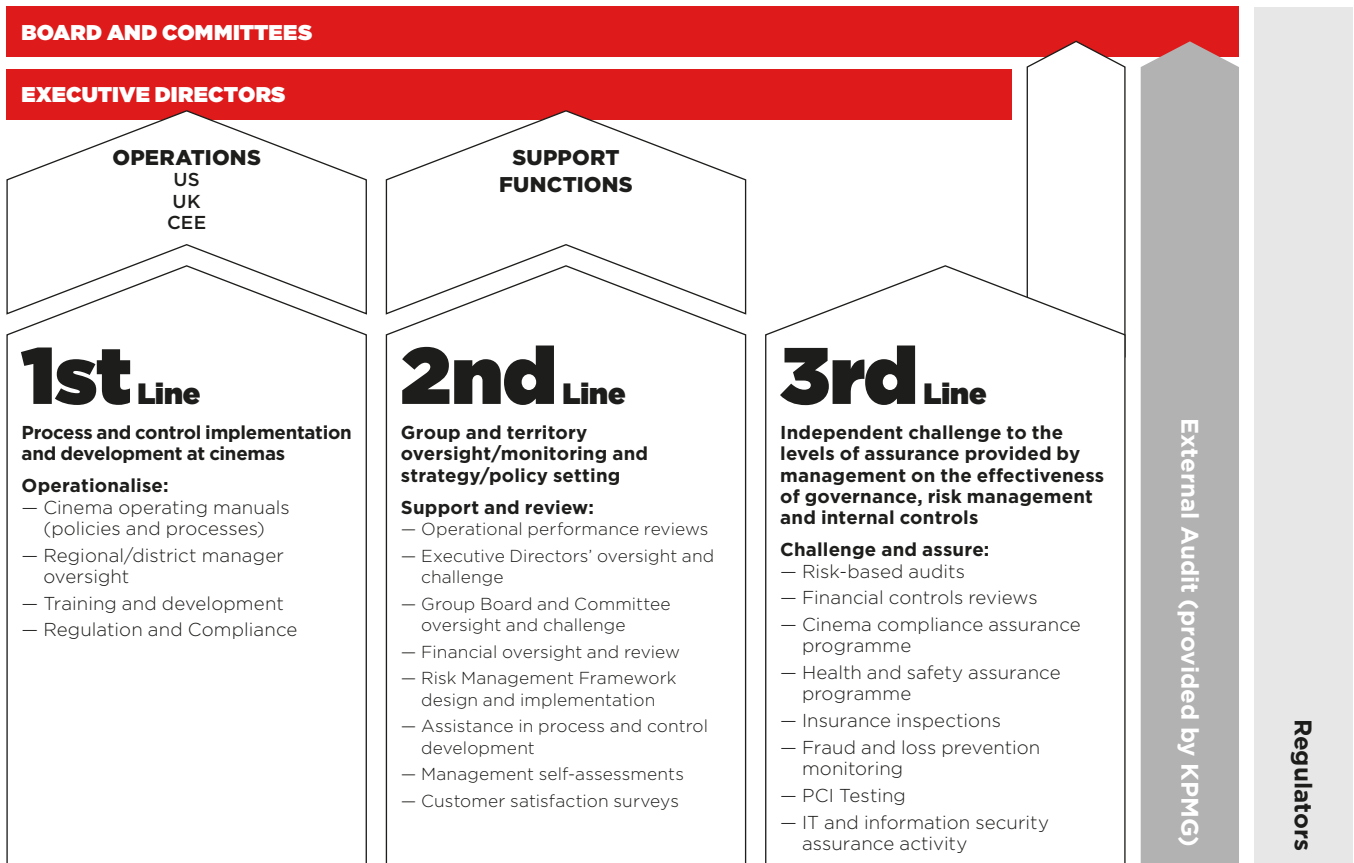 BOARD AND COMMITTEES
EXECUTIVE DIRECTORS
OPERATIONS
US
UK
CEE
SUPPORT
FUNCTIONS
1st Line
Process and control implementation
and development at cinemas
Operationalise:
— Cinema operating manuals
(policies and processes)
— Regional/district manager
oversight
— Training and development
— Regulation and Compliance
2nd Line
Group and territory
oversight/monitoring and
strategy/policy setting
Support and review:
— Operational performance reviews
— Executive Directors’ oversight and
challenge
— Group Board and Committee
oversight and challenge
— Financial oversight and review
— Risk Management Framework
design and implementation
— Assistance in process and control
development
— Management self-assessments
— Customer satisfaction surveys
3rd Line
Independent challenge to the
levels of assurance provided by
management on the effectiveness
of governance, risk management
and internal controls
Challenge and assure:
— Risk-based audits
— Financial controls reviews
— Cinema compliance assurance
programme
— Health and safety assurance
programme
— Insurance inspections
— Fraud and loss prevention
monitoring
— PCI Testing
— IT and information security
assurance activity
External Audit (provided by KPMG)
Regulators